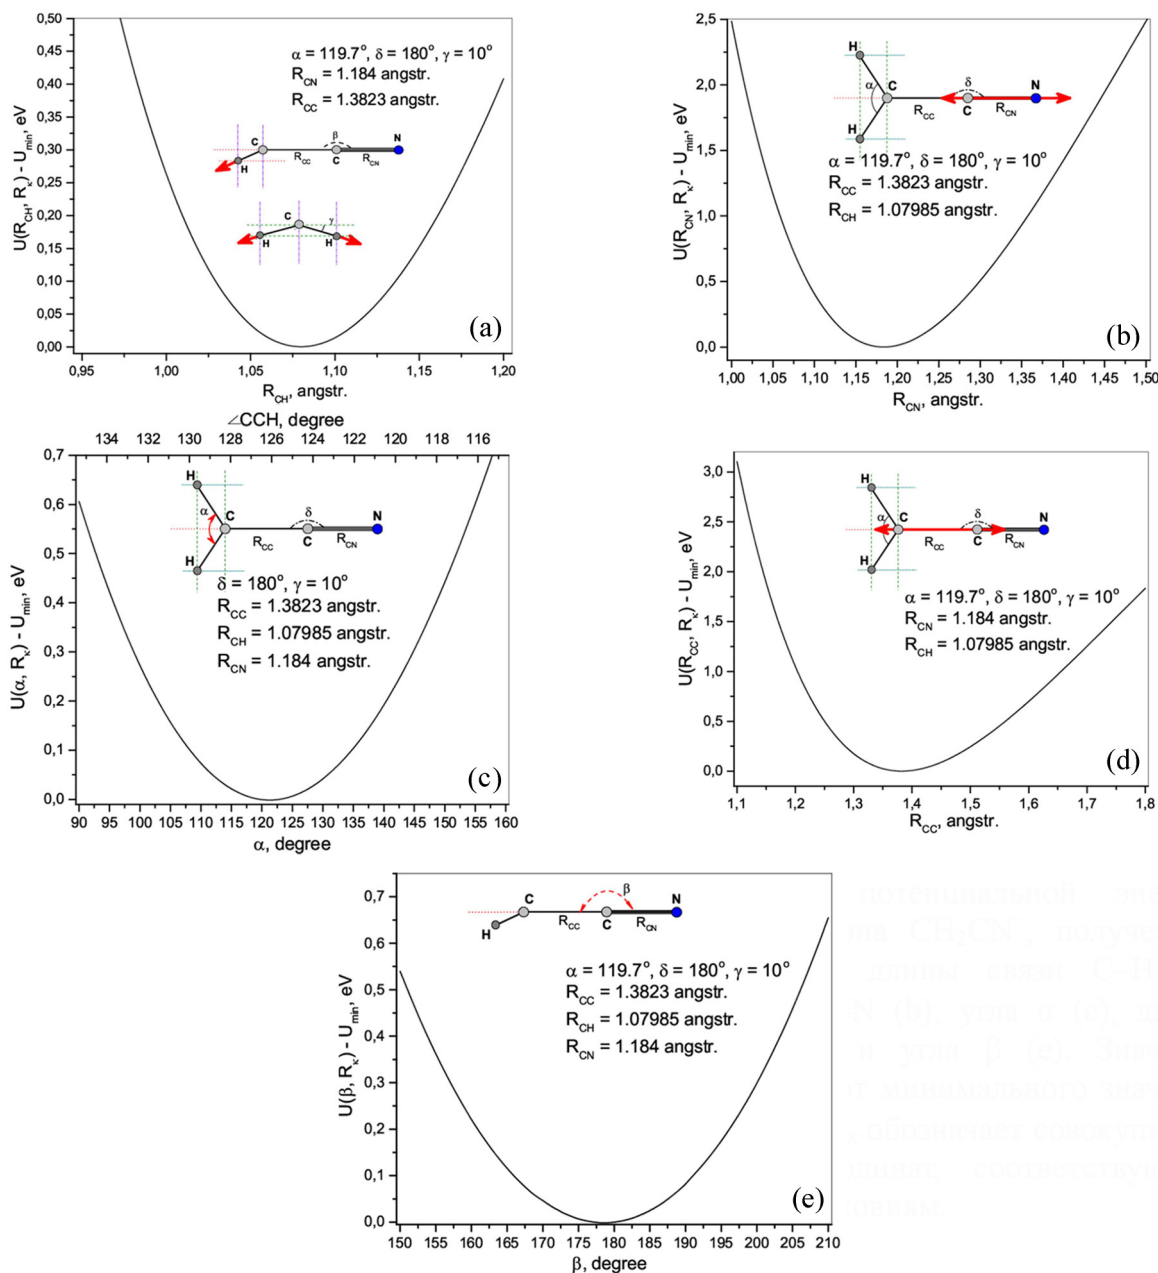 0,50
0,45
0,40
0,35
0,30
0,25
0,20
0,15
0,10
0,05
0,00
U(R_CH, R_κ) - U_min, eV
α = 119.7°, δ = 180°, γ = 10°
R_CN = 1.184 angstr.
R_CC = 1.3823 angstr.
C β N
H R_CC C R_CN
C γ
H H
(a)
0,95 1,00 1,05 1,10 1,15 1,20
R_CH, angstr.
2,5
2,0
1,5
1,0
0,5
0,0
U(R_CN, R_κ) - U_min, eV
H
α C δ N
R_CC C R_CN
H
α = 119.7°, δ = 180°, γ = 10°
R_CC = 1.3823 angstr.
R_CH = 1.07985 angstr.
(b)
1,00 1,05 1,10 1,15 1,20 1,25 1,30 1,35 1,40 1,45 1,50
R_CN, angstr.
∠CCH, degree
134 132 130 128 126 124 122 120 118 116
0,7
0,6
0,5
0,4
0,3
0,2
0,1
0,0
U(α, R_κ) - U_min, eV
H
α C δ N
R_CC C R_CN
H
δ = 180°, γ = 10°
R_CC = 1.3823 angstr.
R_CH = 1.07985 angstr.
R_CN = 1.184 angstr.
(c)
90 95 100 105 110 115 120 125 130 135 140 145 150 155 160
α, degree
3,0
2,5
2,0
1,5
1,0
0,5
0,0
U(R_CC, R_κ) - U_min, eV
H
α C δ N
R_CC C R_CN
H
α = 119.7°, δ = 180°, γ = 10°
R_CN = 1.184 angstr.
R_CH = 1.07985 angstr.
(d)
1,1 1,2 1,3 1,4 1,5 1,6 1,7 1,8
R_CC, angstr.
0,7
0,6
0,5
0,4
0,3
0,2
0,1
0,0
U(β, R_κ) - U_min, eV
C β N
H R_CC C R_CN
α = 119.7°, δ = 180°, γ = 10°
R_CC = 1.3823 angstr.
R_CH = 1.07985 angstr.
R_CN = 1.184 angstr.
(e)
150 155 160 165 170 175 180 185 190 195 200 205 210
β, degree
потенциальной
CH₂CN
длины связи C–H
(b), угла α (c),
и угла β (e).
от минимального
обозначает